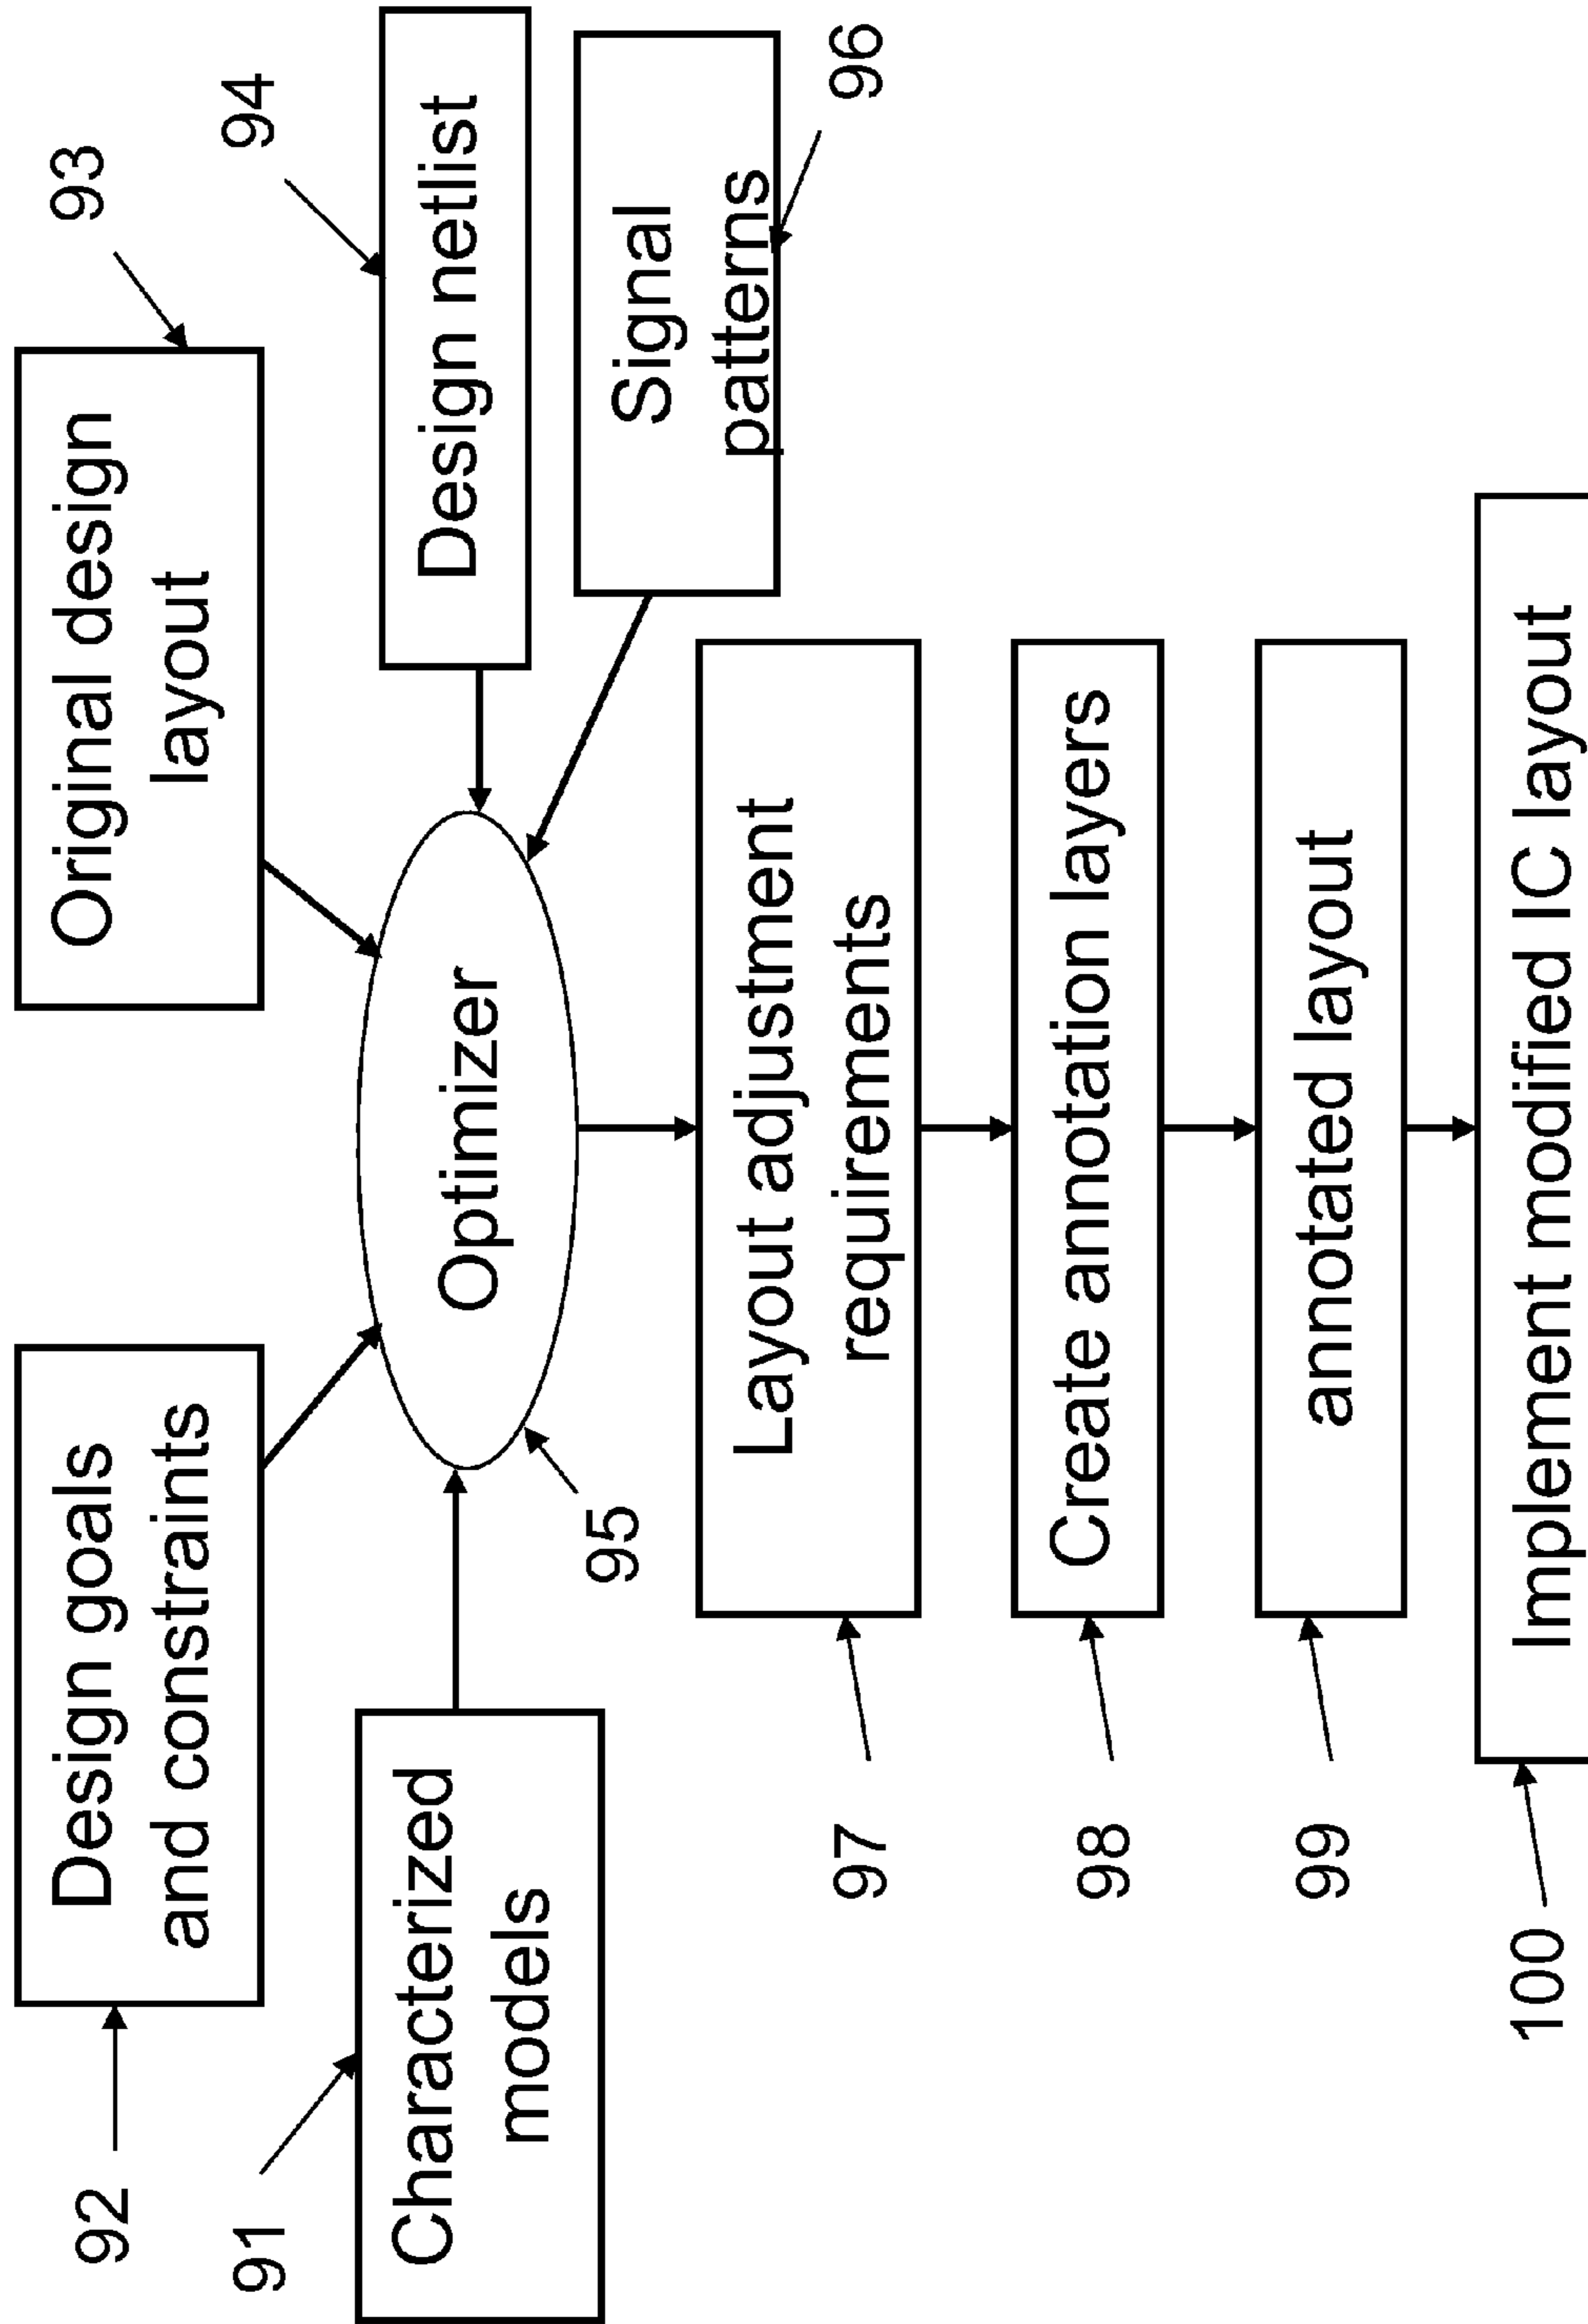 92
Design goals
and constraints
Original design
layout
93
91
Characterized
models
Optimizer
95
Design netlist
94
Signal
patterns
96
97
Layout adjustment
requirements
98
Create annotation layers
99
annotated layout
100
Implement modified IC layout